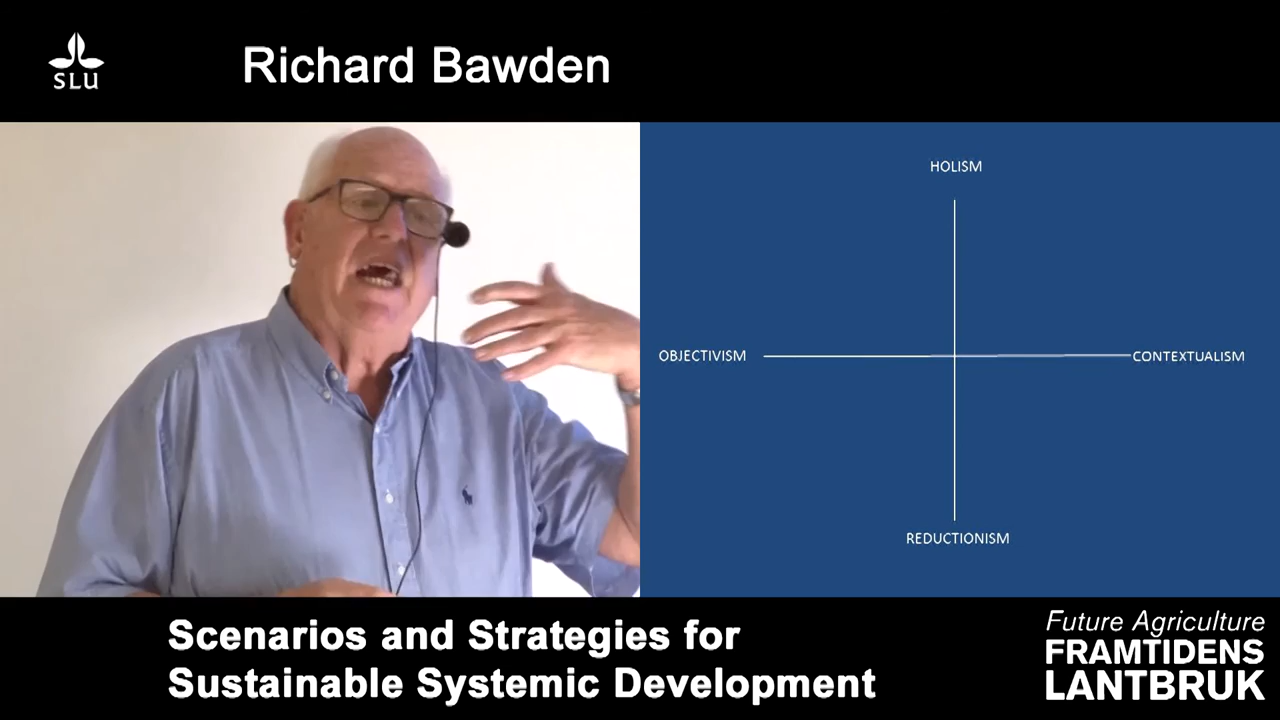 SLU
Richard Bawden
HOLISM
OBJECTIVISM
CONTEXTUALISM
REDUCTIONISM
Scenarios and Strategies for
Sustainable Systemic Development
Future Agriculture
FRAMTIDENS
LANTBRUK